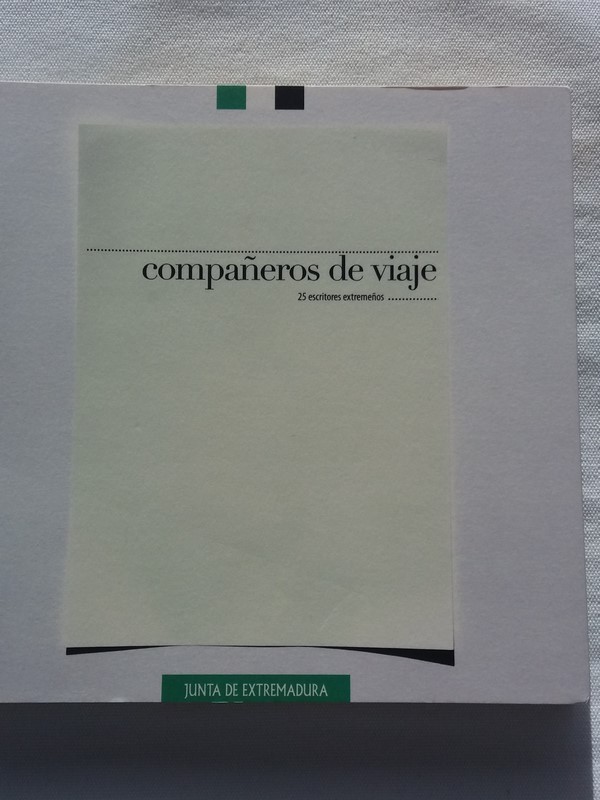 compañeros de viaje
25 escritores extremeños
JUNTA DE EXTREMADURA